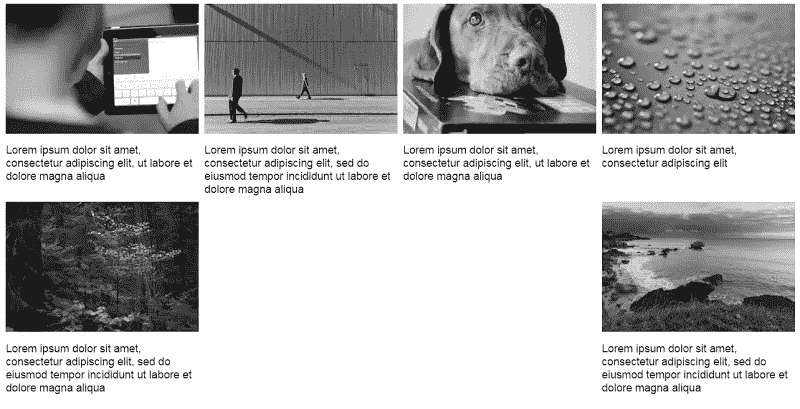 Lorem ipsum dolor sit amet,
consectetur adipiscing elit, ut labore et
dolore magna aliqua
Lorem ipsum dolor sit amet,
consectetur adipiscing elit, sed do
eiusmod tempor incididunt ut labore et
dolore magna aliqua
Lorem ipsum dolor sit amet,
consectetur adipiscing elit, ut labore et
dolore magna aliqua
Lorem ipsum dolor sit amet,
consectetur adipiscing elit
Lorem ipsum dolor sit amet,
consectetur adipiscing elit, sed do
eiusmod tempor incididunt ut labore et
dolore magna aliqua
Lorem ipsum dolor sit amet,
consectetur adipiscing elit, sed do
eiusmod tempor incididunt ut labore et
dolore magna aliqua